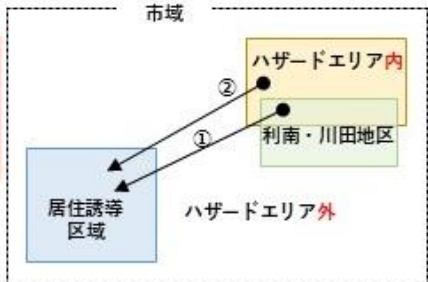 市域
ハザードエリア内
②
①
利南・川田地区
居住誘導
区域
ハザードエリア外